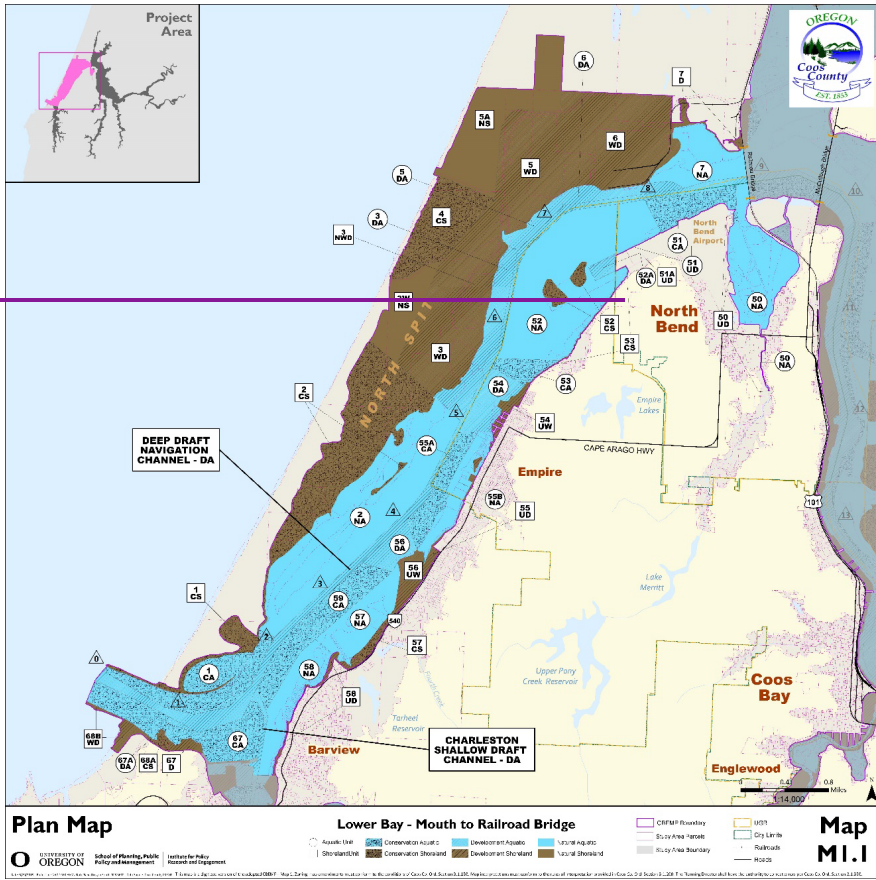 Project
Area
OREGON
Coos
County
EST. 1853
6
DA
7
D
5A
NS
6
WD
5
WD
7
NA
5
DA
4
CS
3
DA
3
NWD
9
10
8
7
Railroad Bridge
McCullough Bridge
North
Bend
Airport
51
CA
51
UD
52A
DA
51A
UD
NS
50
NA
11
North
Bend
50
UD
52
NA
52
CS
6
53
CS
3
WD
NORTH SPIT
50
NA
54
DA
53
CA
2
CS
Empire
Lakes
12
5
54
UW
DEEP DRAFT
NAVIGATION
CHANNEL - DA
55A
CA
CAPE ARAGO HWY
Empire
55B
NA
101
2
NA
4
55
UD
13
56
DA
56
UW
Lake
Merritt
3
1
CS
59
CA
57
NA
540
2
57
CS
0
1
CA
58
NA
Upper Pony
Creek Reservoir
Coos
Bay
58
UD
1
Tarheel
Reservoir
68B
WD
67
CA
Barview
CHARLESTON
SHALLOW DRAFT
CHANNEL - DA
67A
DA
68A
CS
67
D
Englewood
0.4
0.8
Miles
1:14,000
N
Plan Map
Lower Bay - Mouth to Railroad Bridge
Map
M1.1
Aquatic Unit
Shoreland Unit
Conservation Aquatic
Conservation Shoreland
Development Aquatic
Development Shoreland
Natural Aquatic
Natural Shoreland
CBEMP Boundary
Study Area Parcels
Study Area Boundary
UGB
City Limits
Railroads
Roads
O
UNIVERSITY OF
OREGON
School of Planning, Public
Policy and Management
Institute for Policy
Research and Engagement